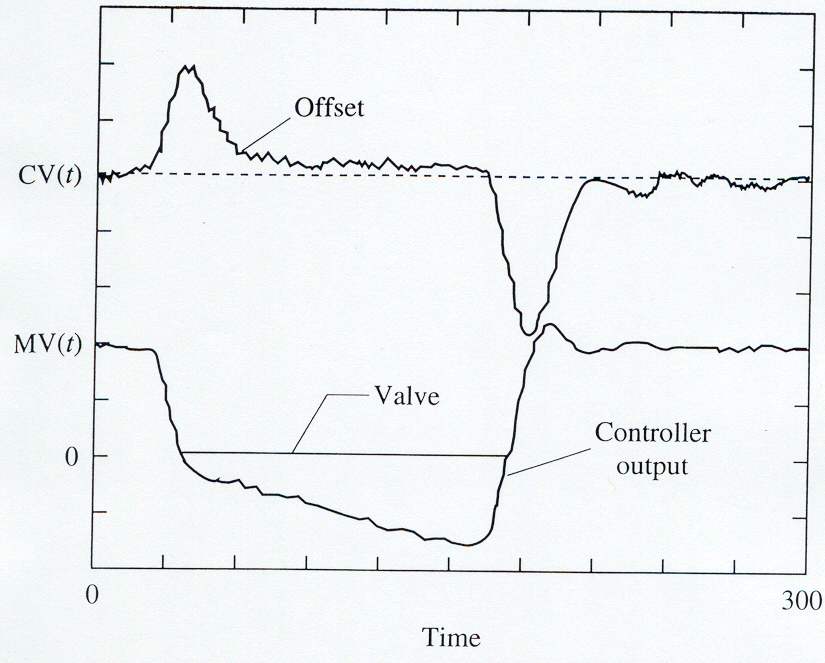 Offset
CV(t)
MV(t)
Valve
0
Controller
output
0
300
Time